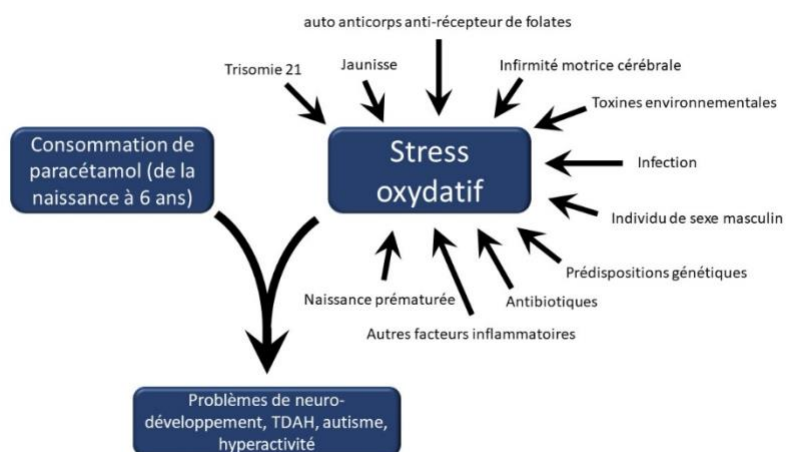 auto anticorps anti-récepteur de folates
Trisomie 21
Jaunisse
Infirmité motrice cérébrale
Toxines environnementales
Consommation de
paracétamol (de la
naissance à 6 ans)
Stress
oxydatif
Infection
Individu de sexe masculin
Prédispositions génétiques
Naissance prématurée
Antibiotiques
Autres facteurs inflammatoires
Problèmes de neuro-
développement, TDAH, autisme,
hyperactivité